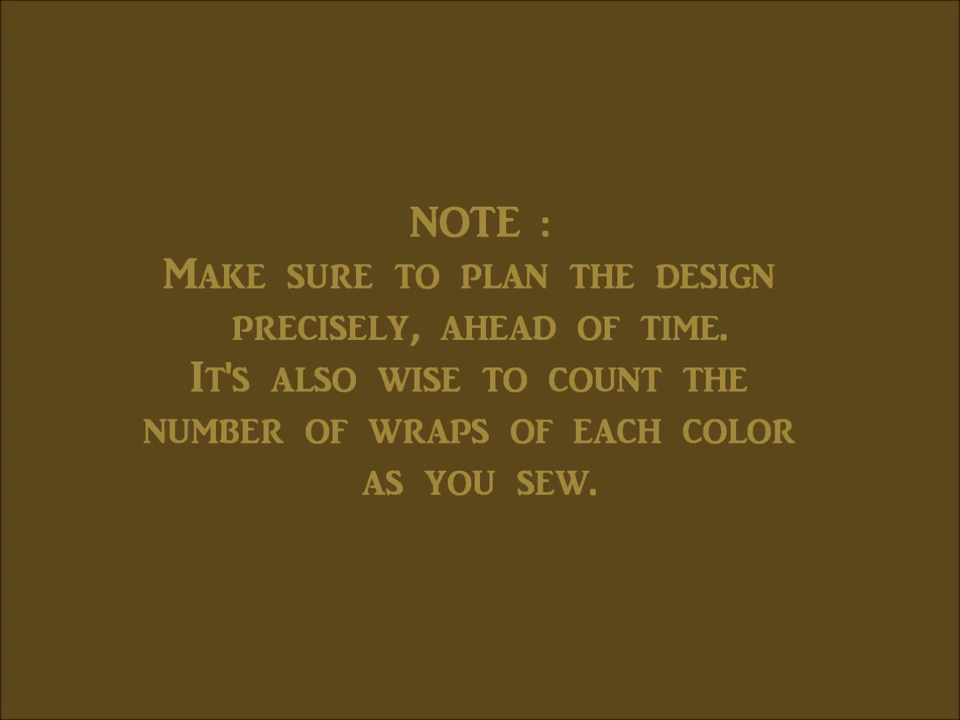 NOTE :
Make sure to plan the design
precisely, ahead of time.
It's also wise to count the
number of wraps of each color
as you sew.